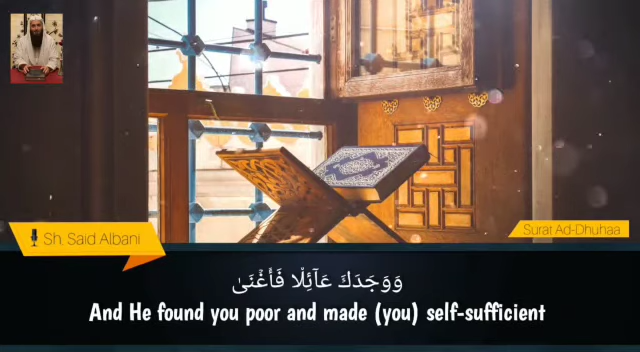 Sh. Said Albani
Surat Ad-Dhuhaa
وَوَجَدَكَ عَآئِلٗا فَأَغۡنَىٰ
And He found you poor and made (you) self-sufficient